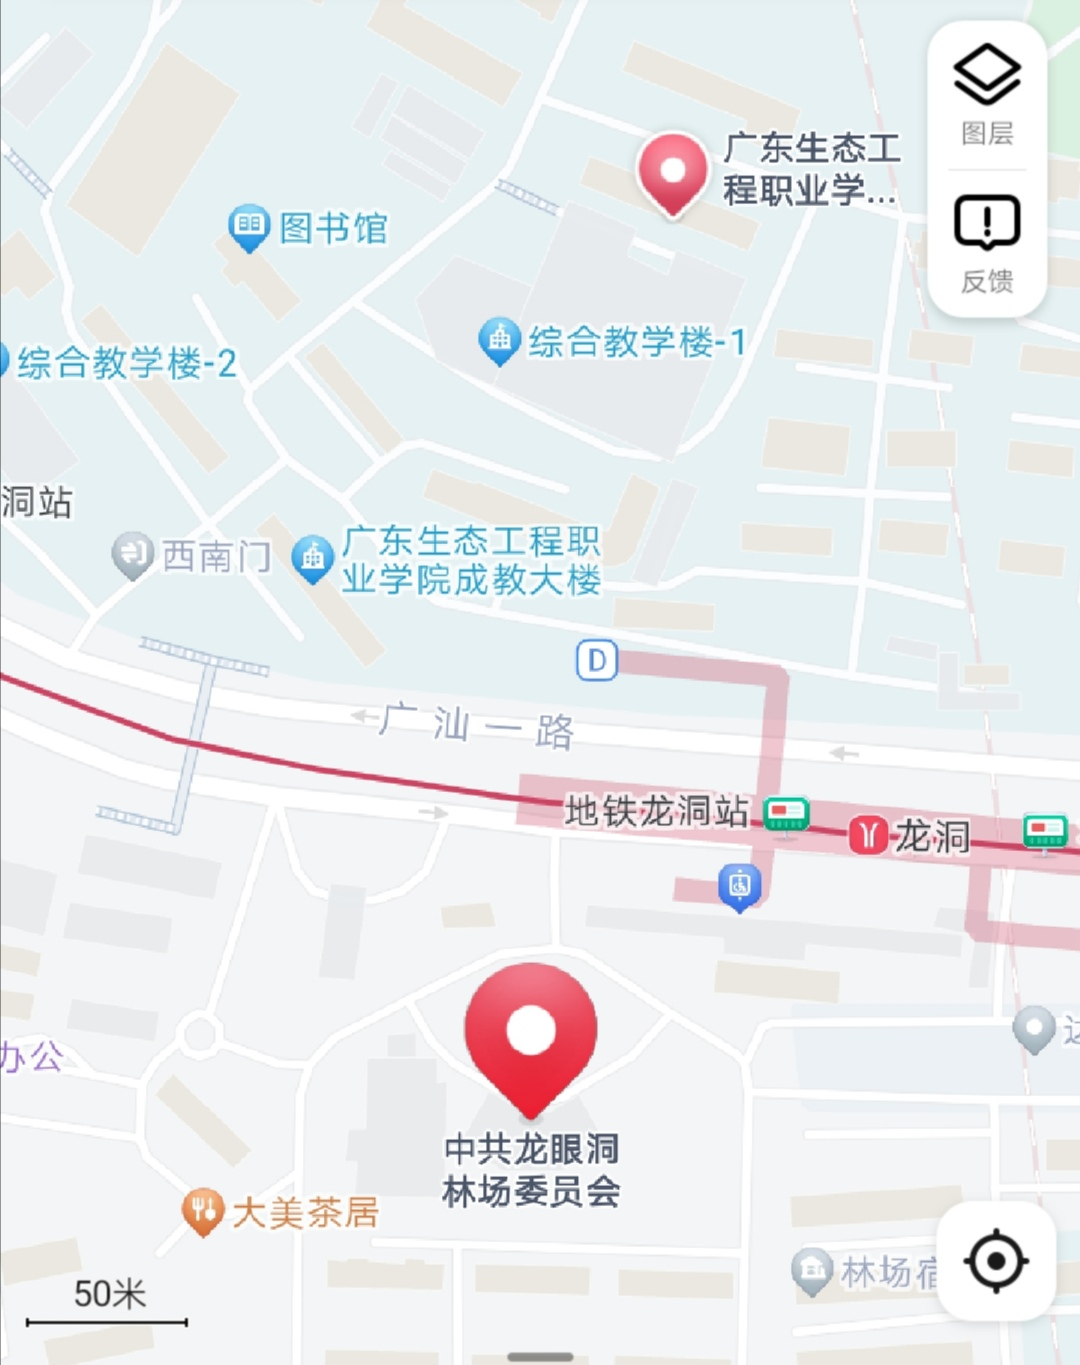 图层
广东生态工
程职业学...
图书馆
反馈
综合教学楼-1
综合教学楼-2
洞站
西南门
广东生态工程职
业学院成教大楼
D
广汕一路
地铁龙洞站
龙洞
办公
中共龙眼洞
林场委员会
大美茶居
林场宿
50米